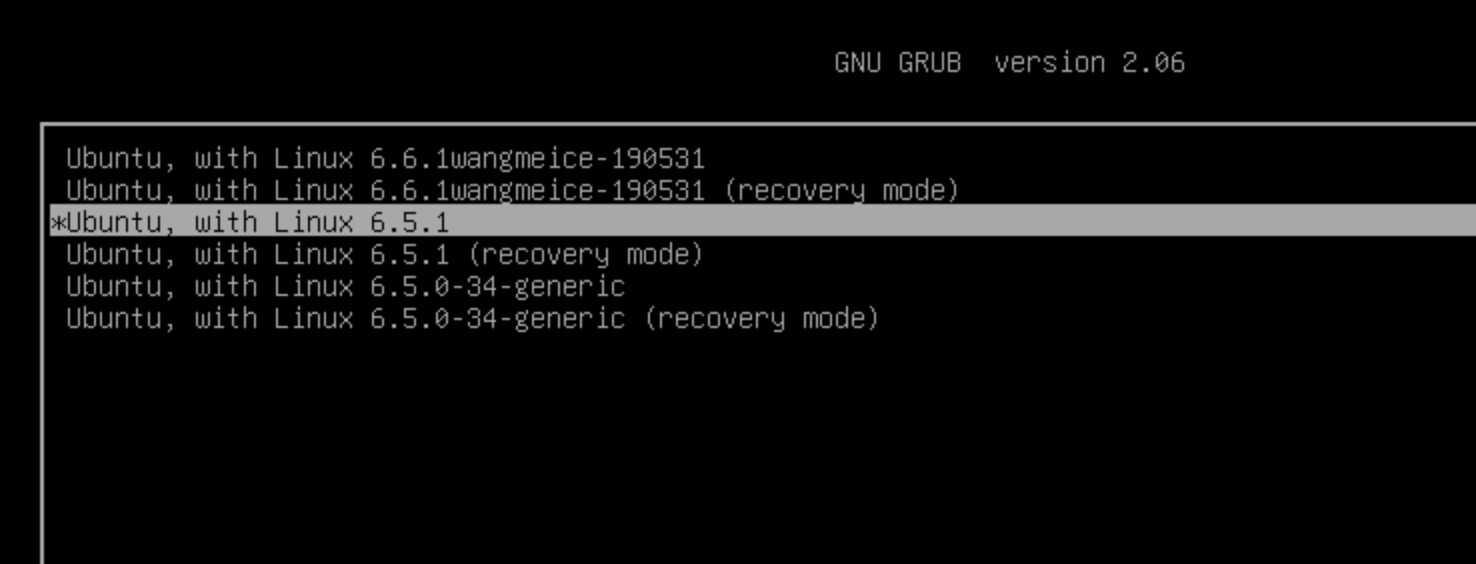 GNU GRUB  version 2.06
Ubuntu, with Linux 6.6.1wangmeice-190531
Ubuntu, with Linux 6.6.1wangmeice-190531 (recovery mode)
*Ubuntu, with Linux 6.5.1
Ubuntu, with Linux 6.5.1 (recovery mode)
Ubuntu, with Linux 6.5.0-34-generic
Ubuntu, with Linux 6.5.0-34-generic (recovery mode)